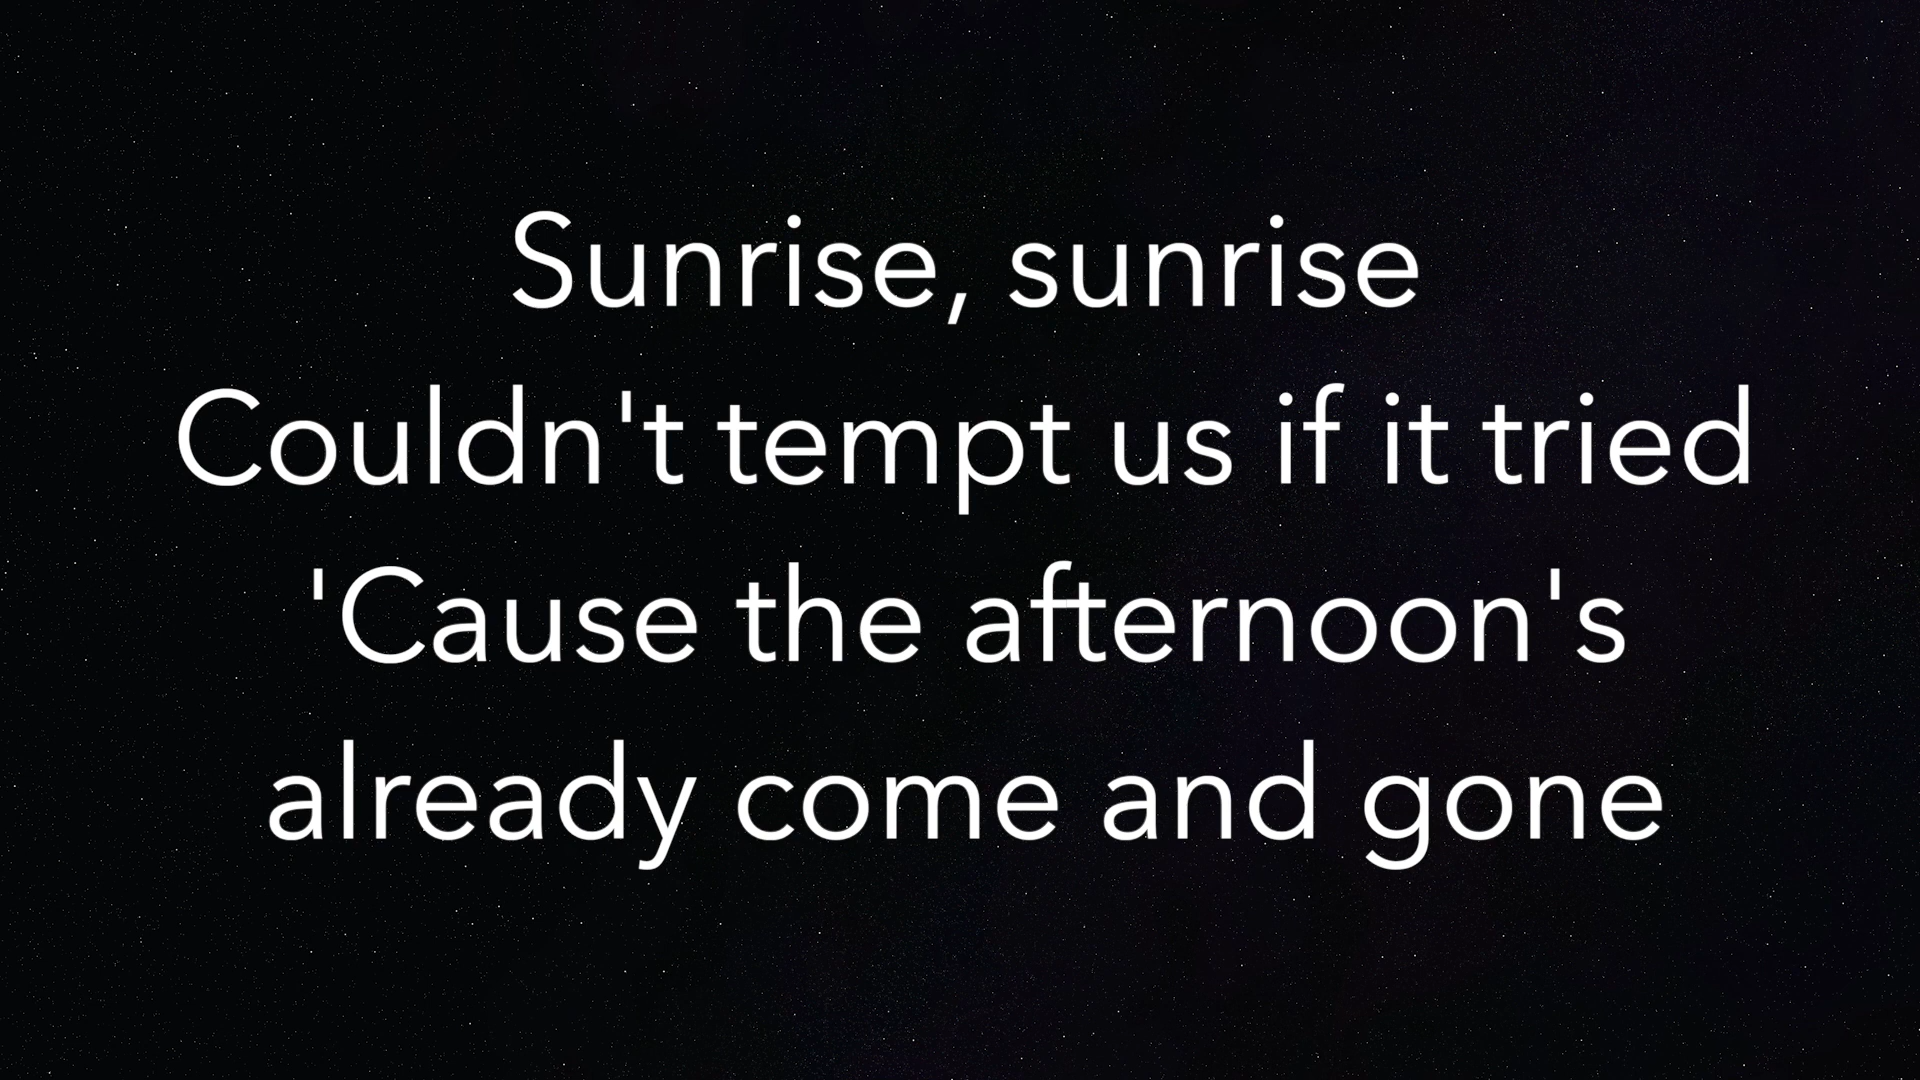 Sunrise, sunrise
Couldn't tempt us if it tried
'Cause the afternoon's
already come and gone